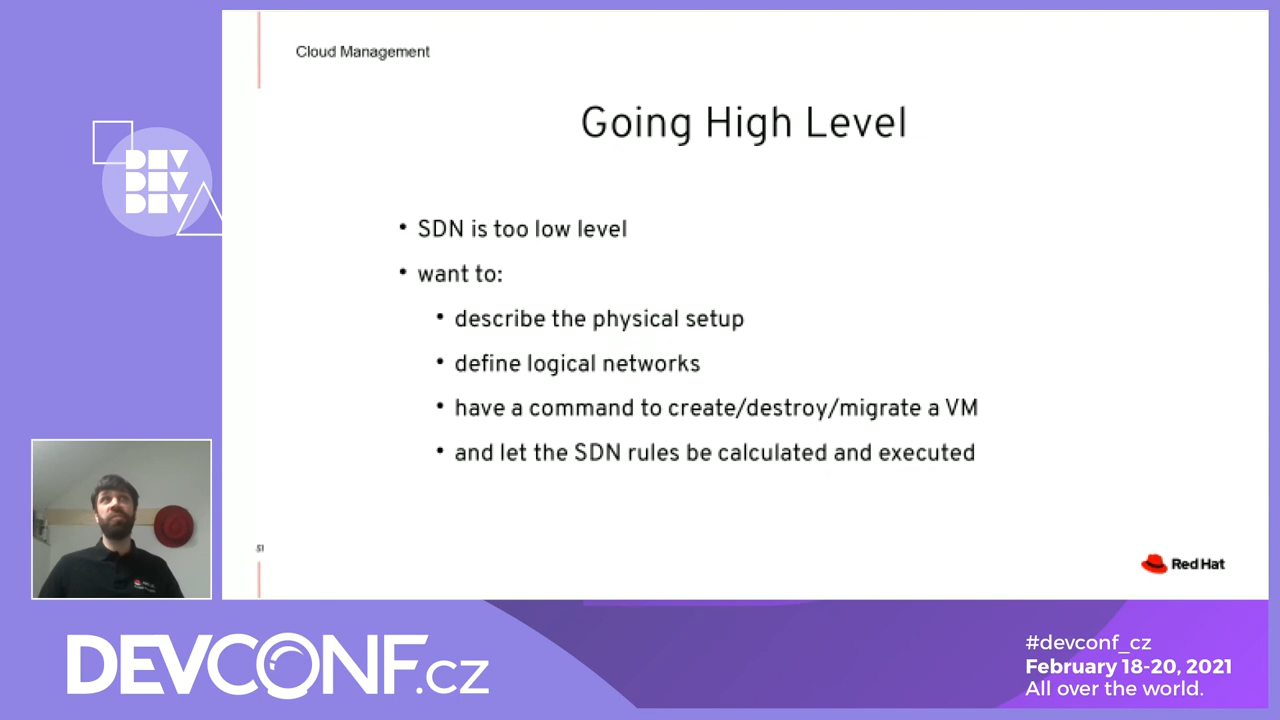 Cloud Management
Going High Level
• SDN is too low level
• want to:
• describe the physical setup
• define logical networks
• have a command to create/destroy/migrate a VM
• and let the SDN rules be calculated and executed
51
Red Hat
DEV
DEV
DEV
DEVCONF.cz
#devconf_cz
February 18-20, 2021
All over the world.